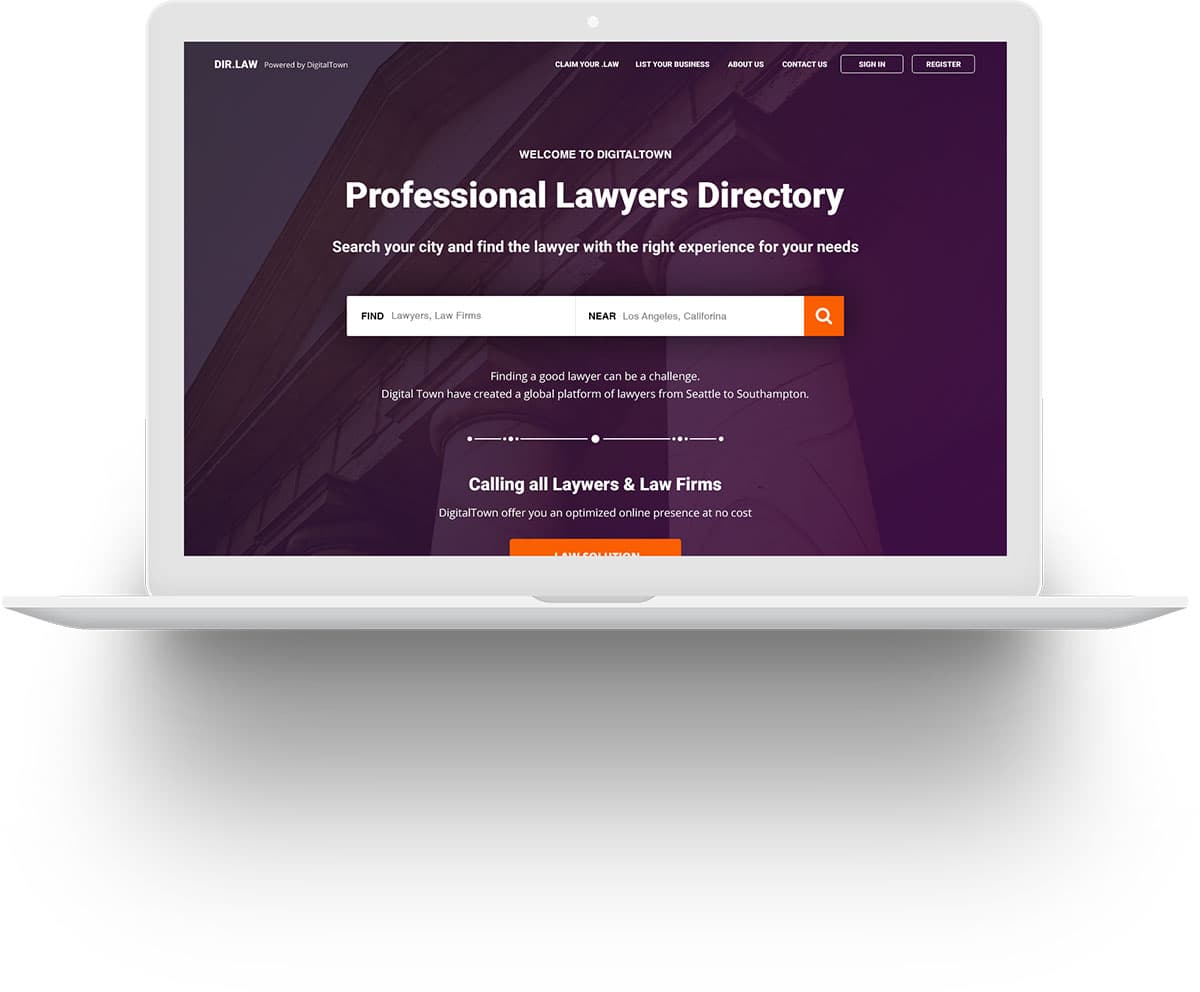 DIR.LAW Powered by DigitalTown CLAIM YOUR .LAW LIST YOUR BUSINESS ABOUT US CONTACT US SIGN IN REGISTER
WELCOME TO DIGITALTOWN
Professional Lawyers Directory
Search your city and find the lawyer with the right experience for your needs
FIND Lawyers, Law Firms NEAR Los Angeles, Califorina
Finding a good lawyer can be a challenge.
Digital Town have created a global platform of lawyers from Seattle to Southampton.
Calling all Laywers & Law Firms
DigitalTown offer you an optimized online presence at no cost
LAW SOLUTION